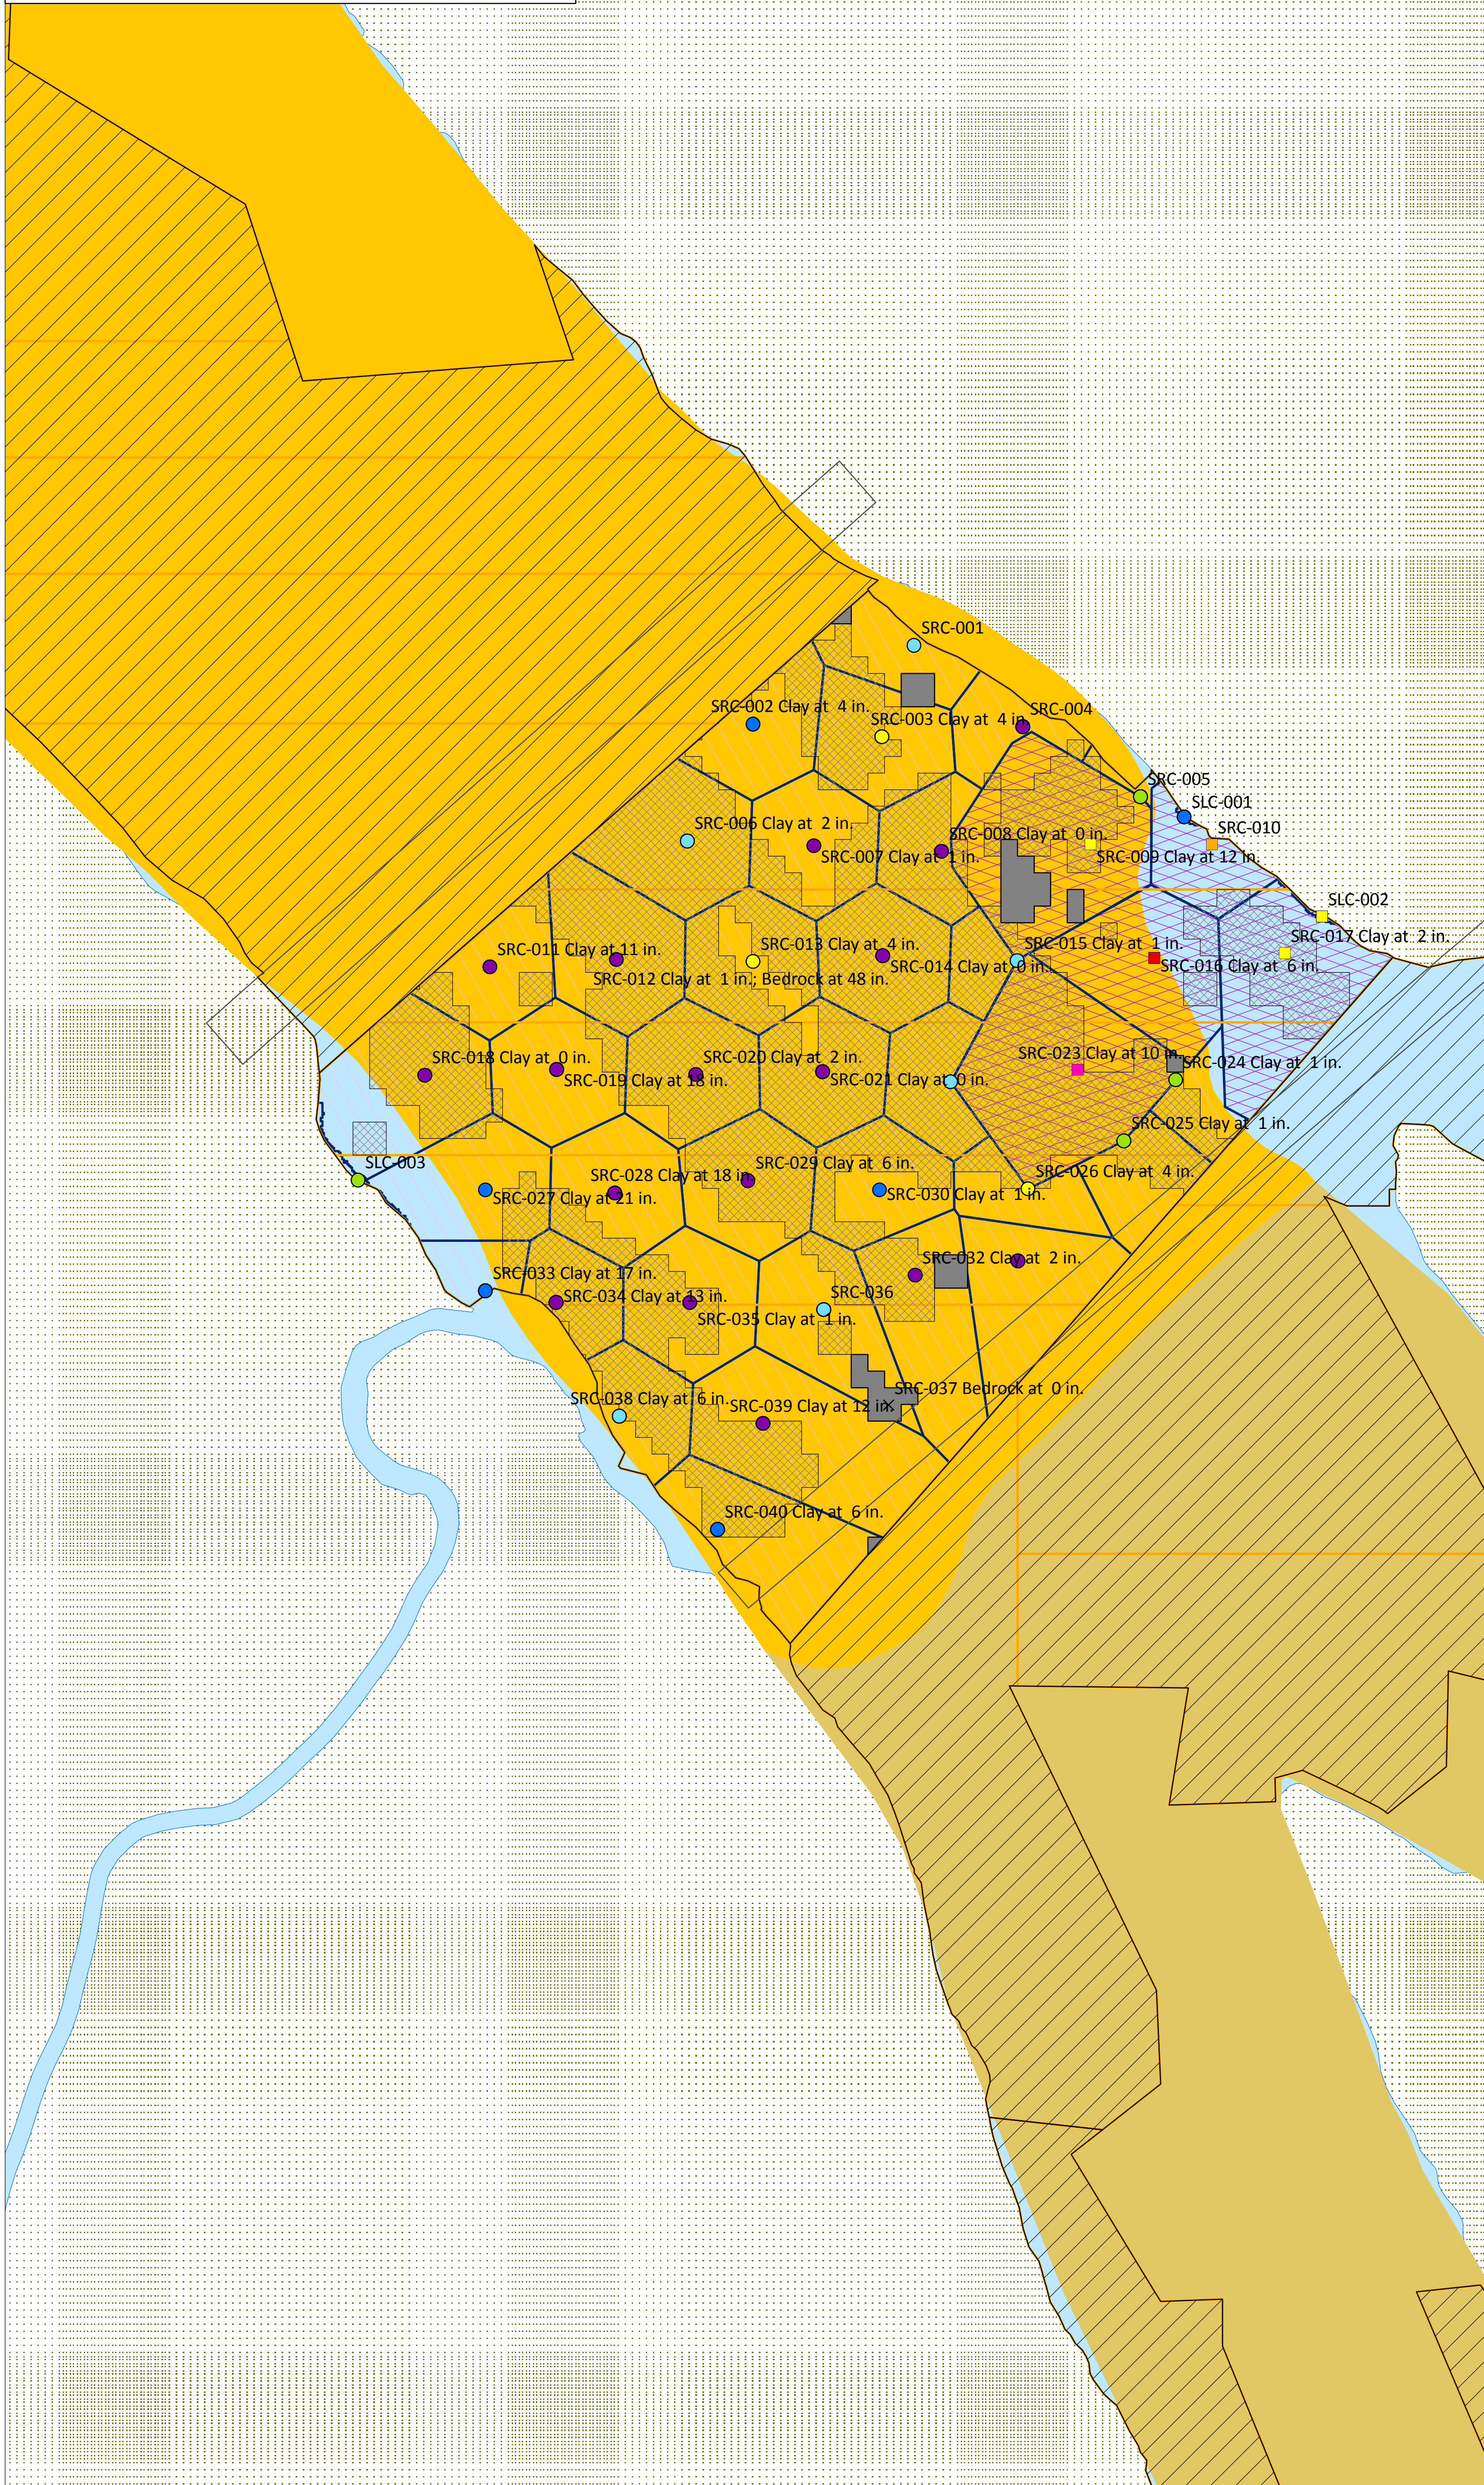 SRC-001
SRC-002 Clay at 4 in.
SRC-003 Clay at 4 in.
SRC-004
SRC-005
SLC-001
SRC-006 Clay at 2 in.
SRC-010
SRC-008 Clay at 0 in.
SRC-007 Clay at 1 in.
SRC-009 Clay at 12 in.
SLC-002
SRC-017 Clay at 2 in.
SRC-011 Clay at 11 in.
SRC-013 Clay at 4 in.
SRC-015 Clay at 1 in.
SRC-014 Clay at 0 in.
SRC-016 Clay at 6 in.
SRC-012 Clay at 1 in.; Bedrock at 48 in.
SRC-018 Clay at 0 in.
SRC-020 Clay at 2 in.
SRC-023 Clay at 10 in.
SRC-024 Clay at 1 in.
SRC-019 Clay at 18 in.
SRC-021 Clay at 0 in.
SRC-025 Clay at 1 in.
SLC-003
SRC-029 Clay at 6 in.
SRC-028 Clay at 18 in.
SRC-026 Clay at 4 in.
SRC-027 Clay at 21 in.
SRC-030 Clay at 1 in.
SRC-032 Clay at 2 in.
SRC-033 Clay at 17 in.
SRC-036
SRC-034 Clay at 13 in.
SRC-035 Clay at 1 in.
SRC-037 Bedrock at 0 in.
SRC-038 Clay at 6 in.
SRC-039 Clay at 12 in.
SRC-040 Clay at 6 in.